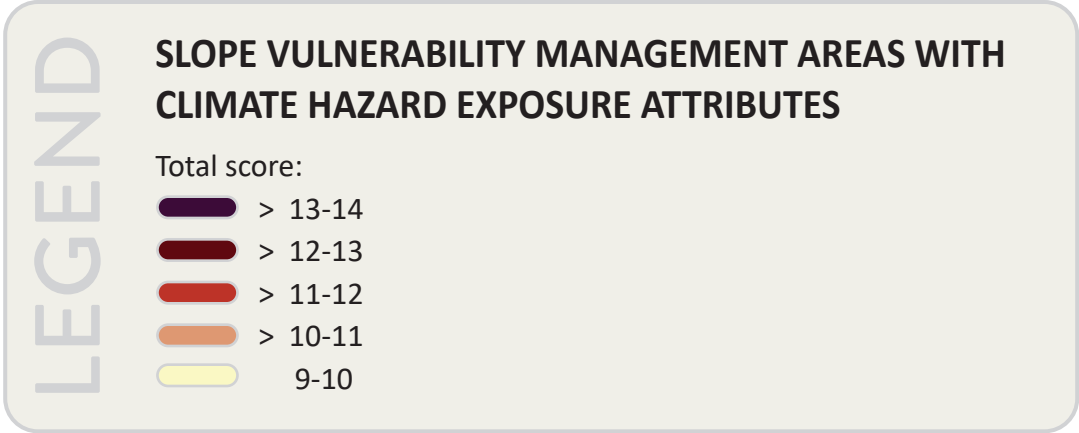 LEGEND
SLOPE VULNERABILITY MANAGEMENT AREAS WITH
CLIMATE HAZARD EXPOSURE ATTRIBUTES
Total score:
> 13-14
> 12-13
> 11-12
> 10-11
9-10